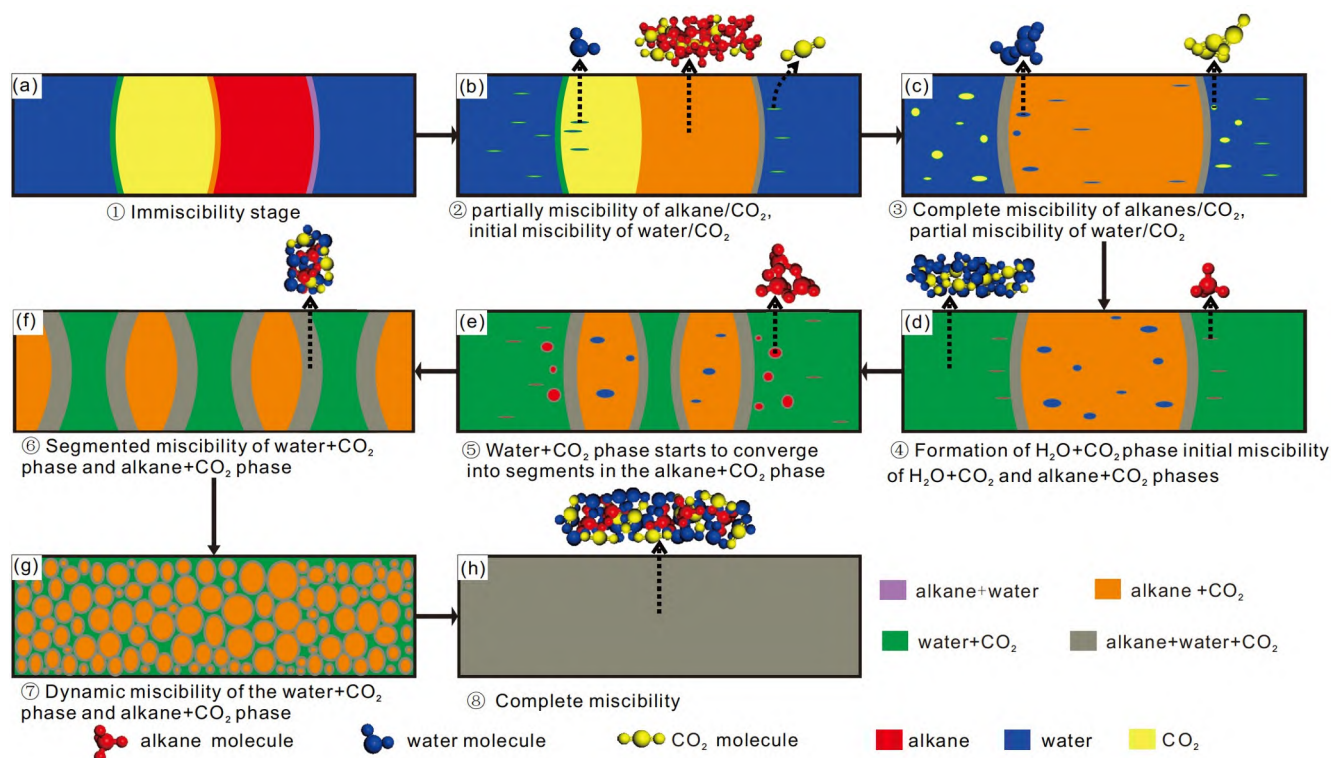 (a)
① Immiscibility stage
(b)
② partially miscibility of alkane/CO₂,
initial miscibility of water/CO₂
(c)
③ Complete miscibility of alkanes/CO₂,
partial miscibility of water/CO₂
(f)
⑥ Segmented miscibility of water+CO₂
phase and alkane+CO₂ phase
(e)
⑤ Water+CO₂ phase starts to converge
into segments in the alkane+CO₂ phase
(d)
④ Formation of H₂O+CO₂ phase initial miscibility
of H₂O+CO₂ and alkane+CO₂ phases
(g)
⑦ Dynamic miscibility of the water+CO₂
phase and alkane+CO₂ phase
(h)
⑧ Complete miscibility
alkane+water
alkane +CO₂
water+CO₂
alkane+water+CO₂
alkane molecule
water molecule
CO₂ molecule
alkane
water
CO₂